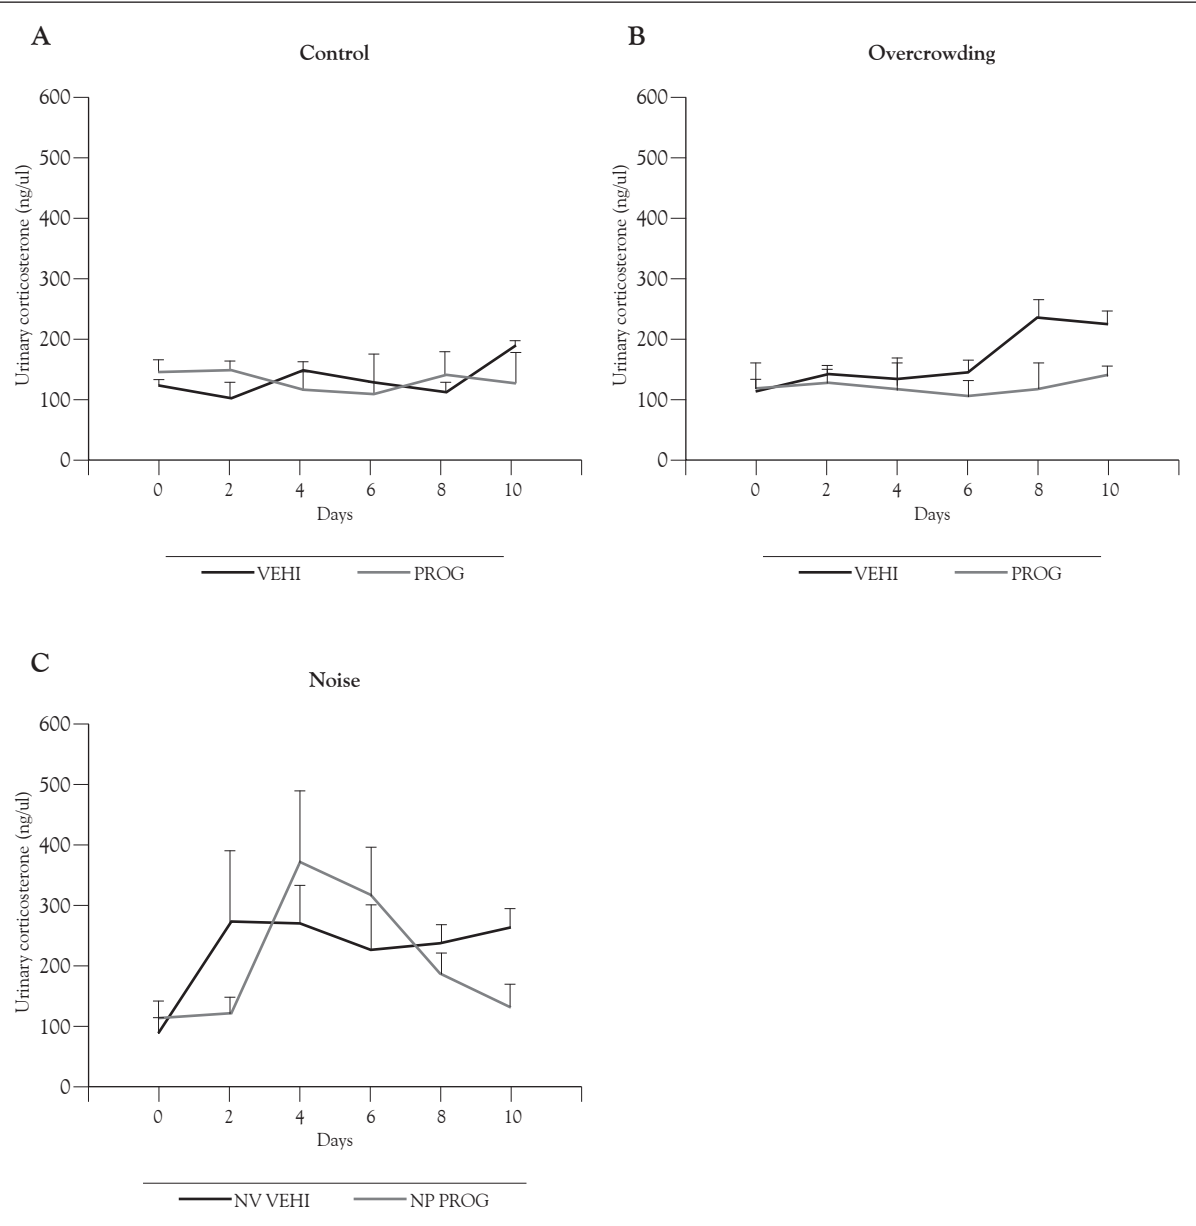 A
Control
600
500
400
300
200
100
0
Urinary corticosterone (ng/ul)
0 2 4 6 8 10
Days
VEHI PROG
B
Overcrowding
600
500
400
300
200
100
0
Urinary corticosterone (ng/ul)
0 2 4 6 8 10
Days
VEHI PROG
C
Noise
600
500
400
300
200
100
0
Urinary corticosterone (ng/ul)
0 2 4 6 8 10
Days
NV VEHI NP PROG